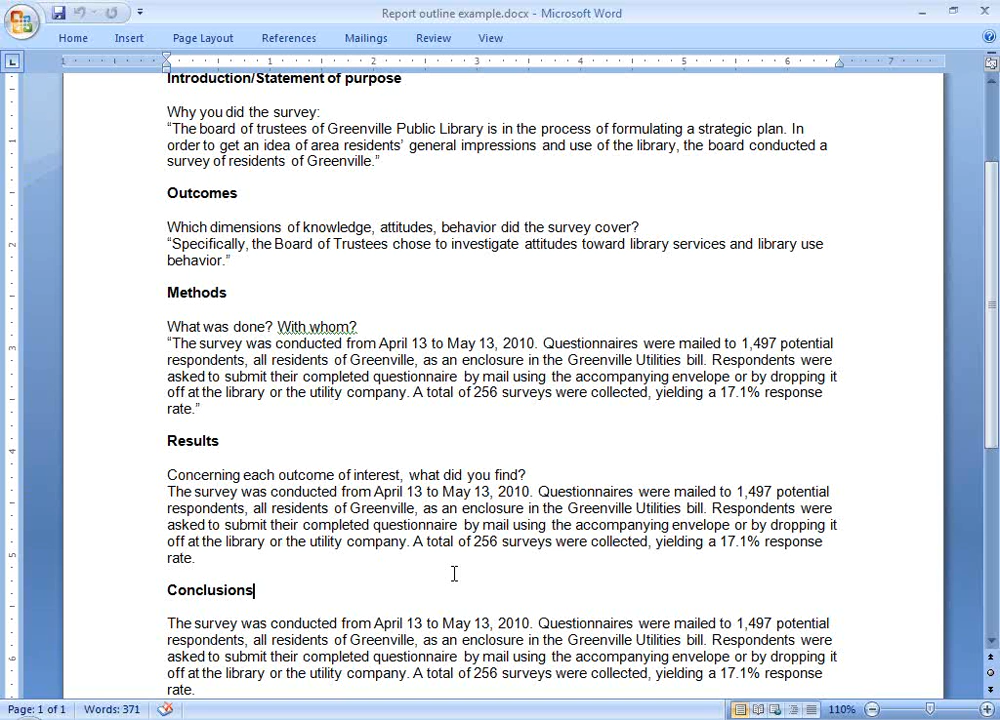 Report outline example.docx - Microsoft Word
Home Insert Page Layout References Mailings Review View
1 1 2 3 4 5 6 7
Introduction/Statement of purpose
Why you did the survey:
“The board of trustees of Greenville Public Library is in the process of formulating a strategic plan. In
order to get an idea of area residents’ general impressions and use of the library, the board conducted a
survey of residents of Greenville.”
Outcomes
Which dimensions of knowledge, attitudes, behavior did the survey cover?
“Specifically, the Board of Trustees chose to investigate attitudes toward library services and library use
behavior.”
Methods
What was done? With whom?
“The survey was conducted from April 13 to May 13, 2010. Questionnaires were mailed to 1,497 potential
respondents, all residents of Greenville, as an enclosure in the Greenville Utilities bill. Respondents were
asked to submit their completed questionnaire by mail using the accompanying envelope or by dropping it
off at the library or the utility company. A total of 256 surveys were collected, yielding a 17.1% response
rate.”
Results
Concerning each outcome of interest, what did you find?
The survey was conducted from April 13 to May 13, 2010. Questionnaires were mailed to 1,497 potential
respondents, all residents of Greenville, as an enclosure in the Greenville Utilities bill. Respondents were
asked to submit their completed questionnaire by mail using the accompanying envelope or by dropping it
off at the library or the utility company. A total of 256 surveys were collected, yielding a 17.1% response
rate.
Conclusions
The survey was conducted from April 13 to May 13, 2010. Questionnaires were mailed to 1,497 potential
respondents, all residents of Greenville, as an enclosure in the Greenville Utilities bill. Respondents were
asked to submit their completed questionnaire by mail using the accompanying envelope or by dropping it
off at the library or the utility company. A total of 256 surveys were collected, yielding a 17.1% response
rate.
2
3
4
5
6
Page: 1 of 1 Words: 371 110%